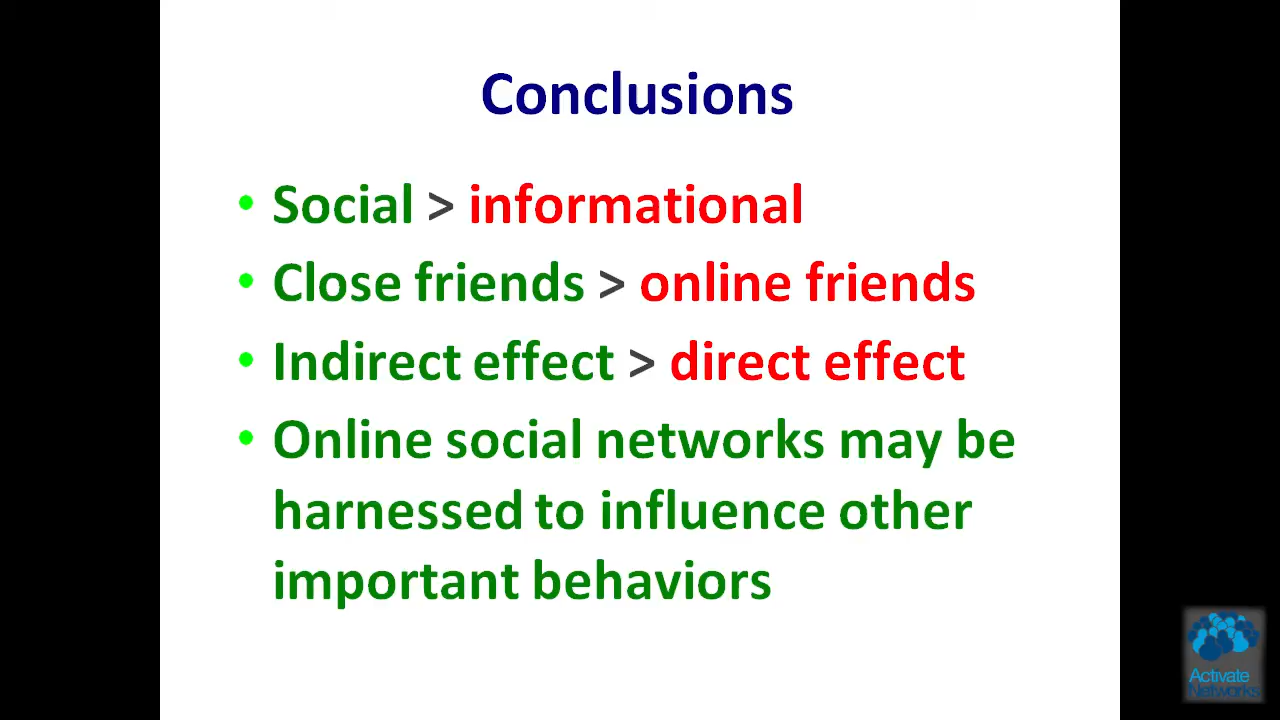 Conclusions
• Social > informational
• Close friends > online friends
• Indirect effect > direct effect
• Online social networks may be
harnessed to influence other
important behaviors
Activate
Networks